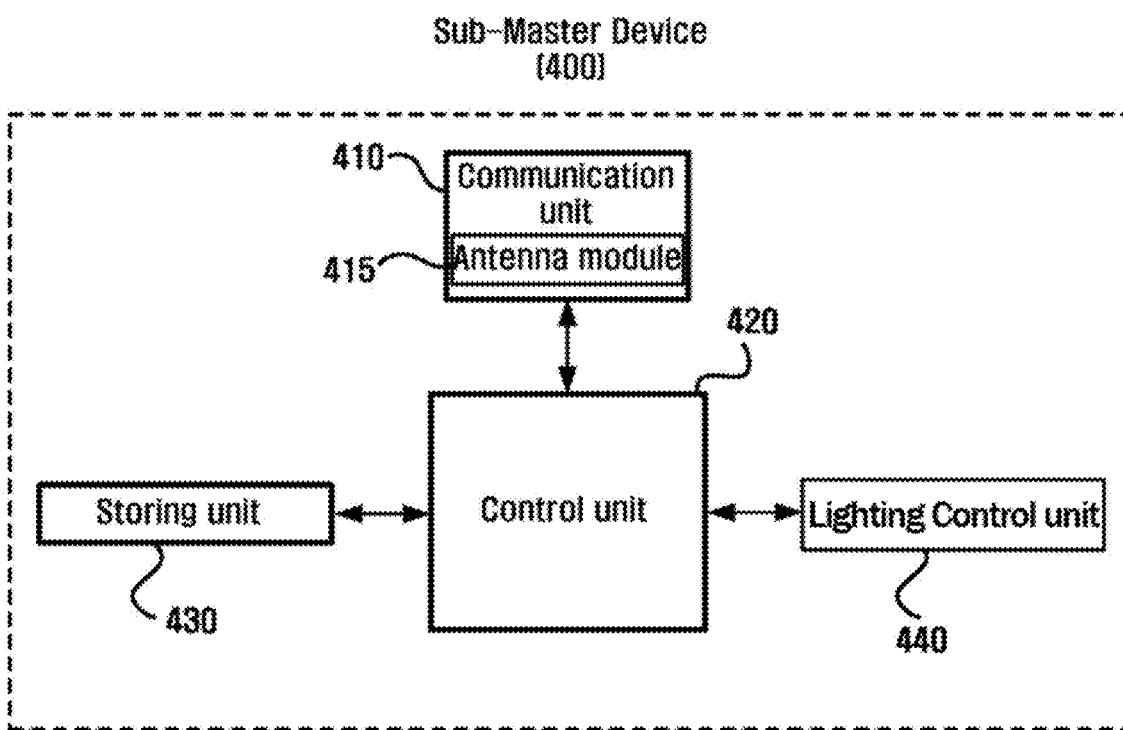 Sub-Master Device
(400)
410
Communication
unit
415
Antenna module
420
Storing unit
Control unit
Lighting Control unit
430
440